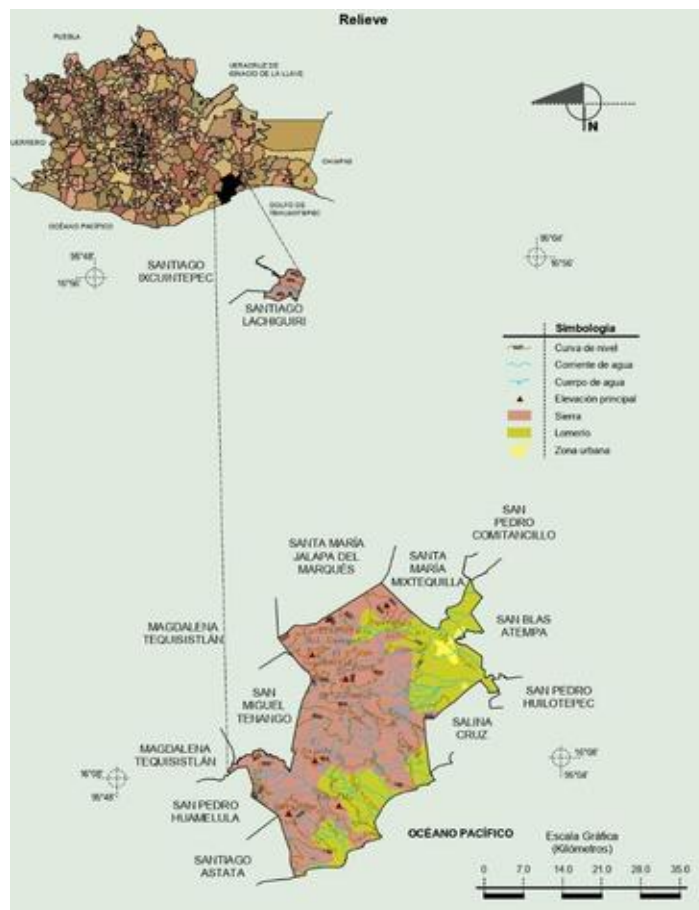 Relieve
PUEBLA
VERACRUZ DE
IGNACIO DE LA LLAVE
GUERRERO
CHIAPAS
GOLFO DE
TEHUANTEPEC
OCÉANO PACÍFICO
N
SANTIAGO
IXCUINTEPEC
SANTIAGO
LACHIGUIRI
Simbología
Curva de nivel
Corriente de agua
Cuerpo de agua
Elevación principal
Sierra
Lomerío
Zona urbana
SAN
PEDRO
COMITANCILLO
SANTA MARÍA
JALAPA DEL
MARQUÉS
SANTA
MARÍA
MIXTEQUILLA
MAGDALENA
TEQUISISTLÁN
SAN BLAS
ATEMPA
SAN
MIGUEL
TENANGO
SAN PEDRO
HUILOTEPEC
SALINA
CRUZ
MAGDALENA
TEQUISISTLÁN
SAN PEDRO
HUAMELULA
SANTIAGO
ASTATA
OCÉANO PACÍFICO
Escala Gráfica
(Kilómetros)
0 7.0 14.0 21.0 28.0 35.0